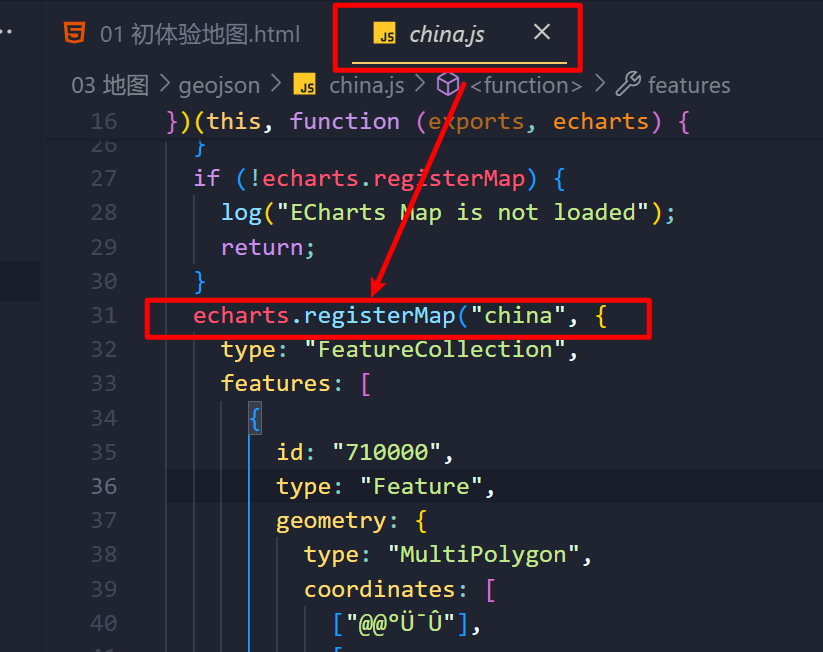 01 初体验地图.html
JS china.js
03 地图 > geojson > JS china.js > <function> > features
16 })(this, function (exports, echarts) {
26 }
27 if (!echarts.registerMap) {
28 log("ECharts Map is not loaded");
29 return;
30 }
31 echarts.registerMap("china", {
32 type: "FeatureCollection",
33 features: [
34 {
35 id: "710000",
36 type: "Feature",
37 geometry: {
38 type: "MultiPolygon",
39 coordinates: [
40 ["@@°Ü¯Û"],